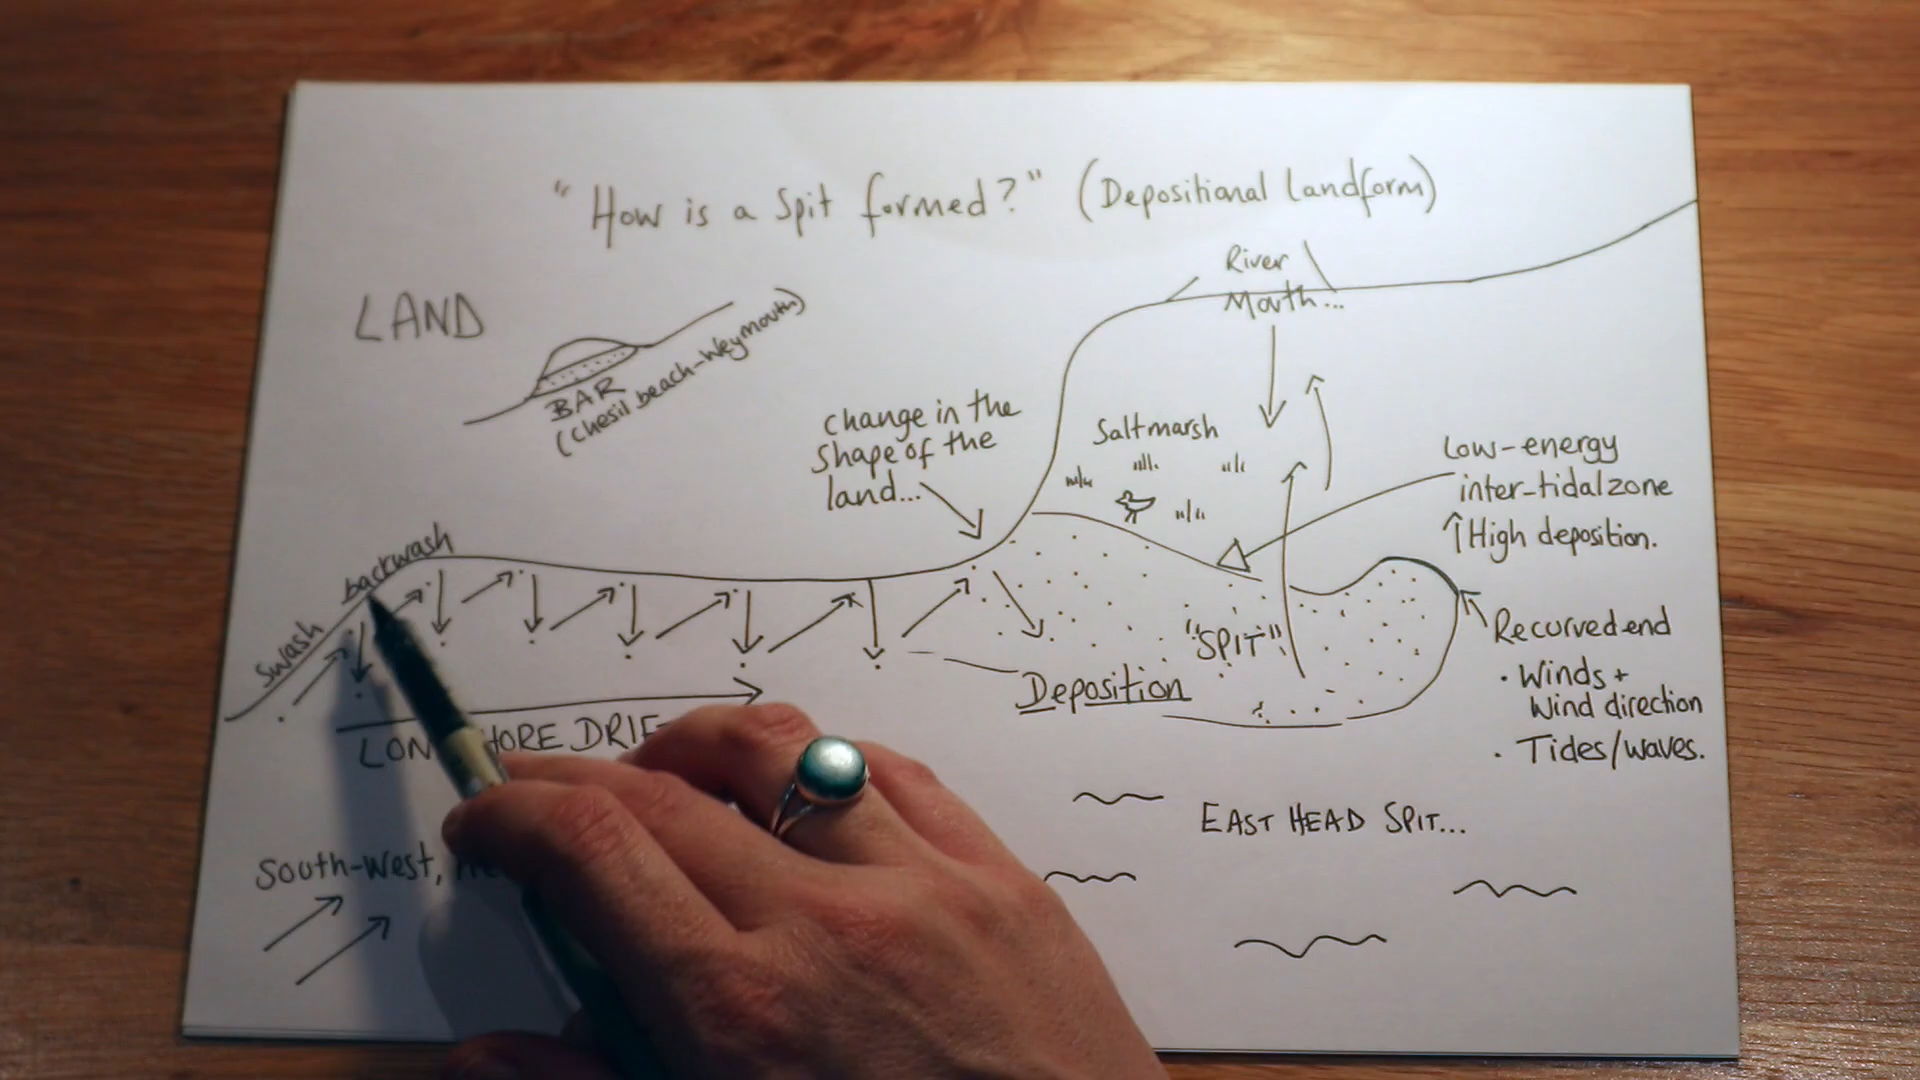 "How is a Spit formed?" (Depositional landform)
LAND
BAR
(Chesil beach-Weymouth)
River
Mouth...
change in the
shape of the
land...
Saltmarsh
Low-energy
inter-tidal zone
↑High deposition.
backwash
Swash
"SPIT"
Recurved end
• Winds +
Wind direction
• Tides/waves.
Deposition
EAST HEAD SPIT...
South-West,